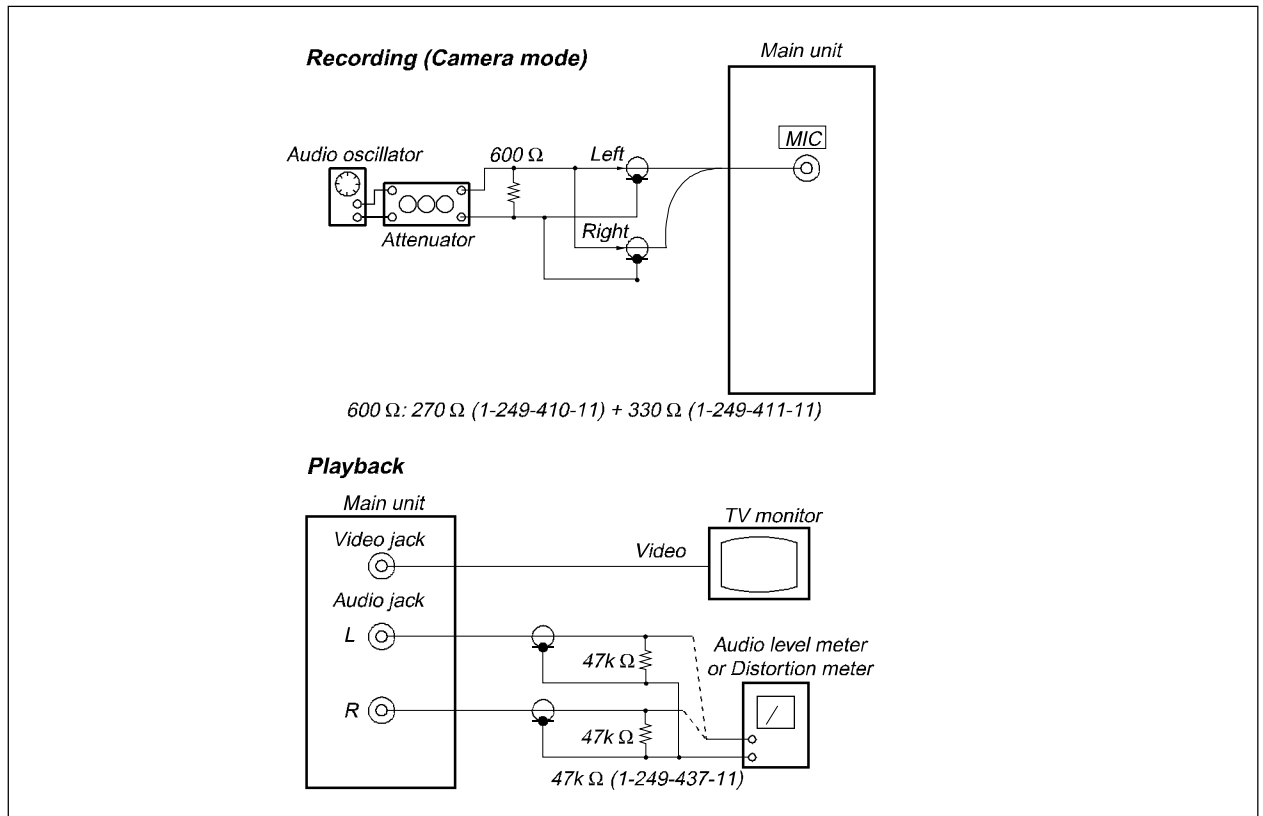 Recording (Camera mode)
Main unit
MIC
Audio oscillator
600 Ω
Left
Attenuator
Right
600 Ω: 270 Ω (1-249-410-11) + 330 Ω (1-249-411-11)
Playback
Main unit
Video jack
Video
TV monitor
Audio jack
L
47k Ω
Audio level meter
or Distortion meter
R
47k Ω
47k Ω (1-249-437-11)